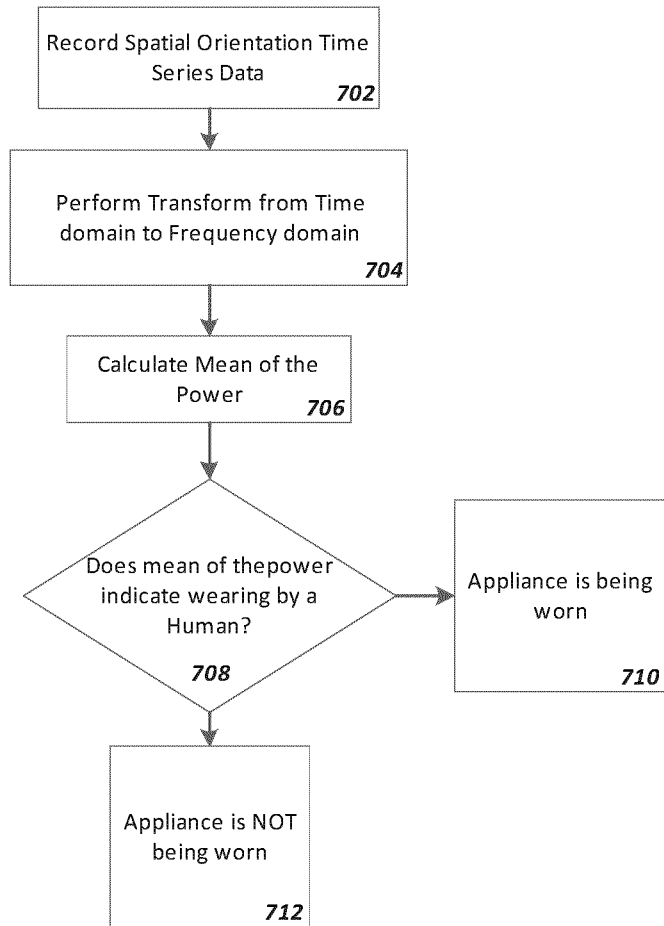 Record Spatial Orientation Time
Series Data
702
Perform Transform from Time
domain to Frequency domain
704
Calculate Mean of the
Power
706
Does mean of thepower
indicate wearing by a
Human?
708
Appliance is being
worn
710
Appliance is NOT
being worn
712